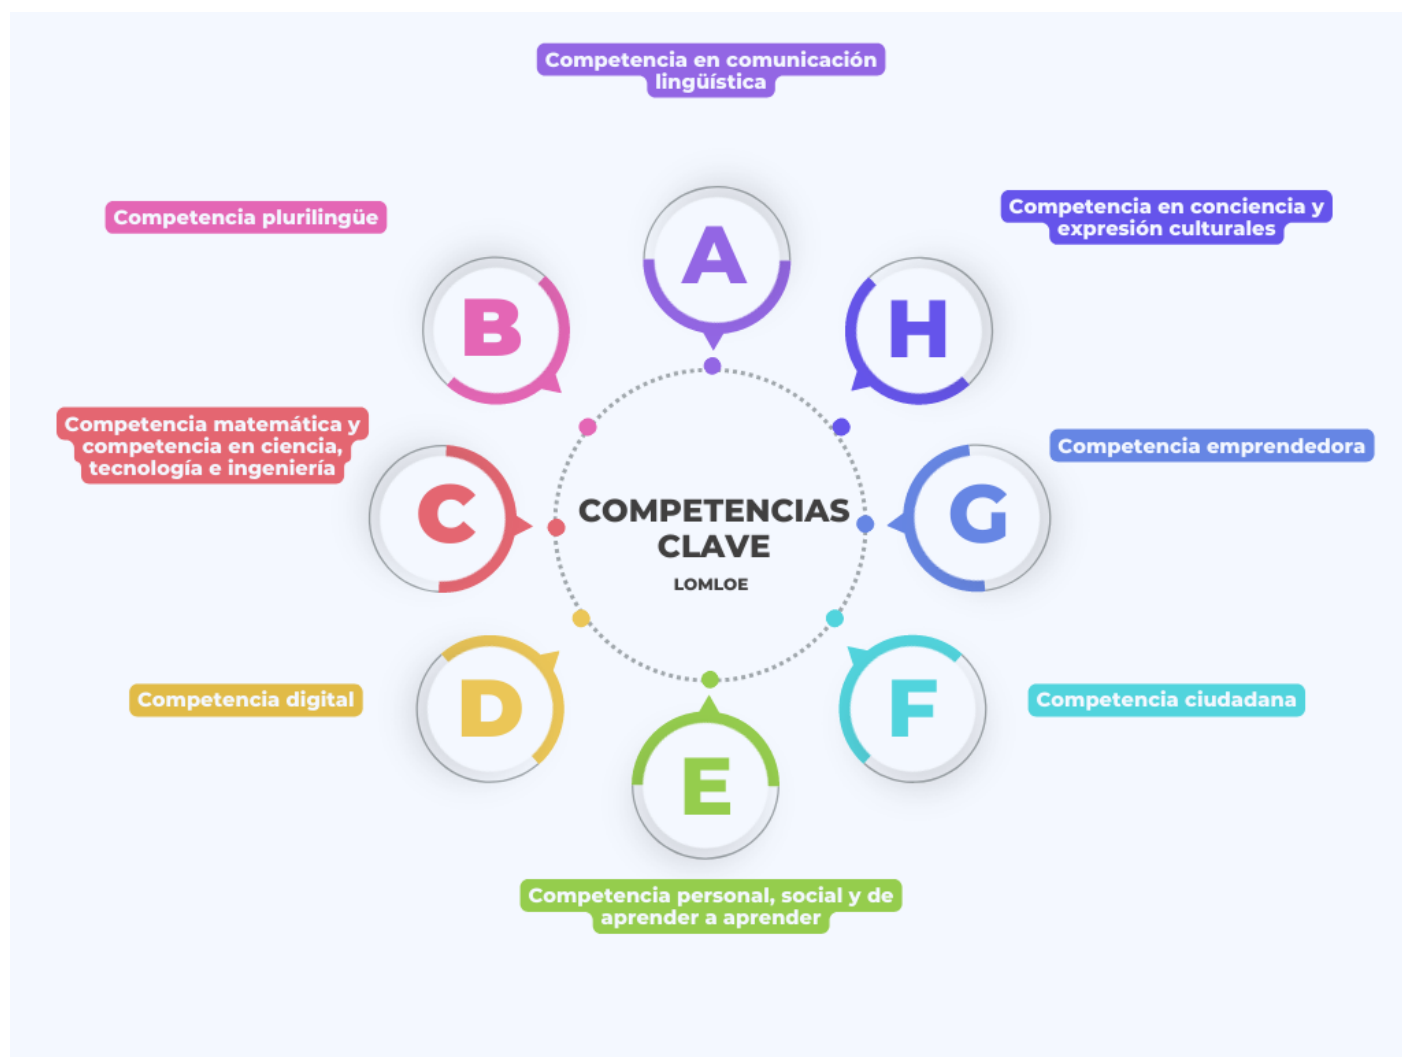 Competencia en comunicación
lingüística
A
Competencia plurilingüe
B
Competencia en conciencia y
expresión culturales
H
Competencia matemática y
competencia en ciencia,
tecnología e ingeniería
C
COMPETENCIAS
CLAVE
LOMLOE
Competencia emprendedora
G
Competencia digital
D
Competencia ciudadana
F
E
Competencia personal, social y de
aprender a aprender